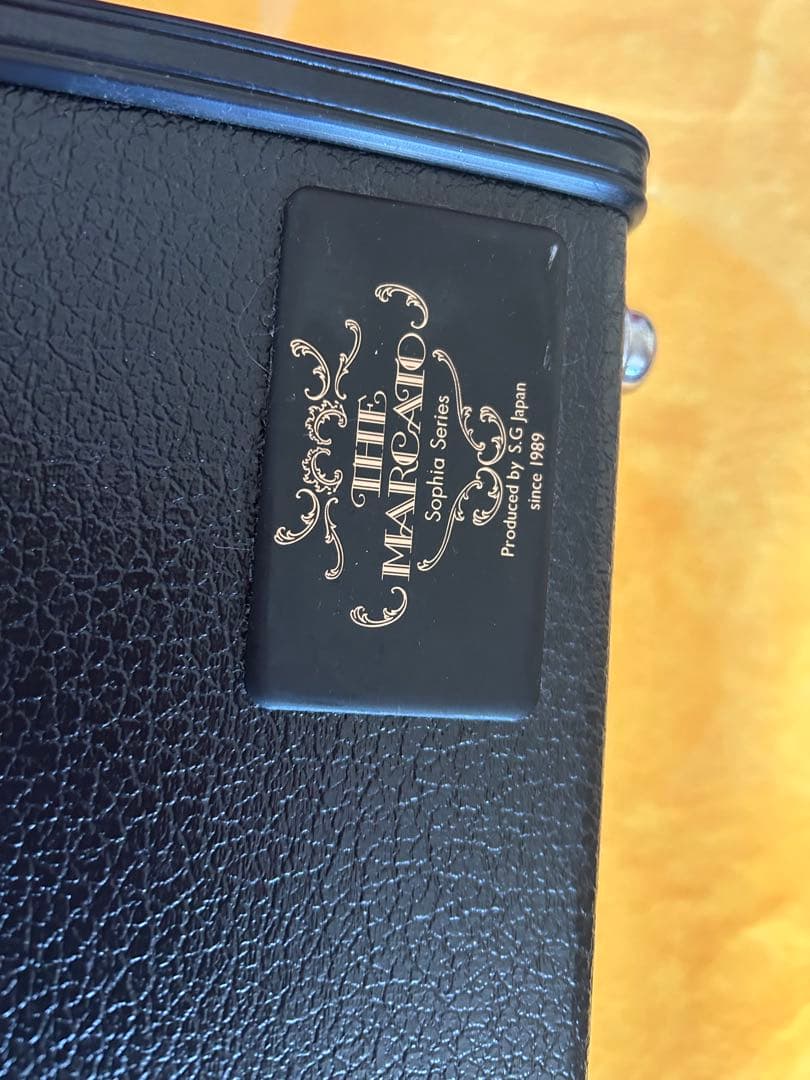 THE
MARCATO
Sophia Series
Produced by S.G Japan
since 1989